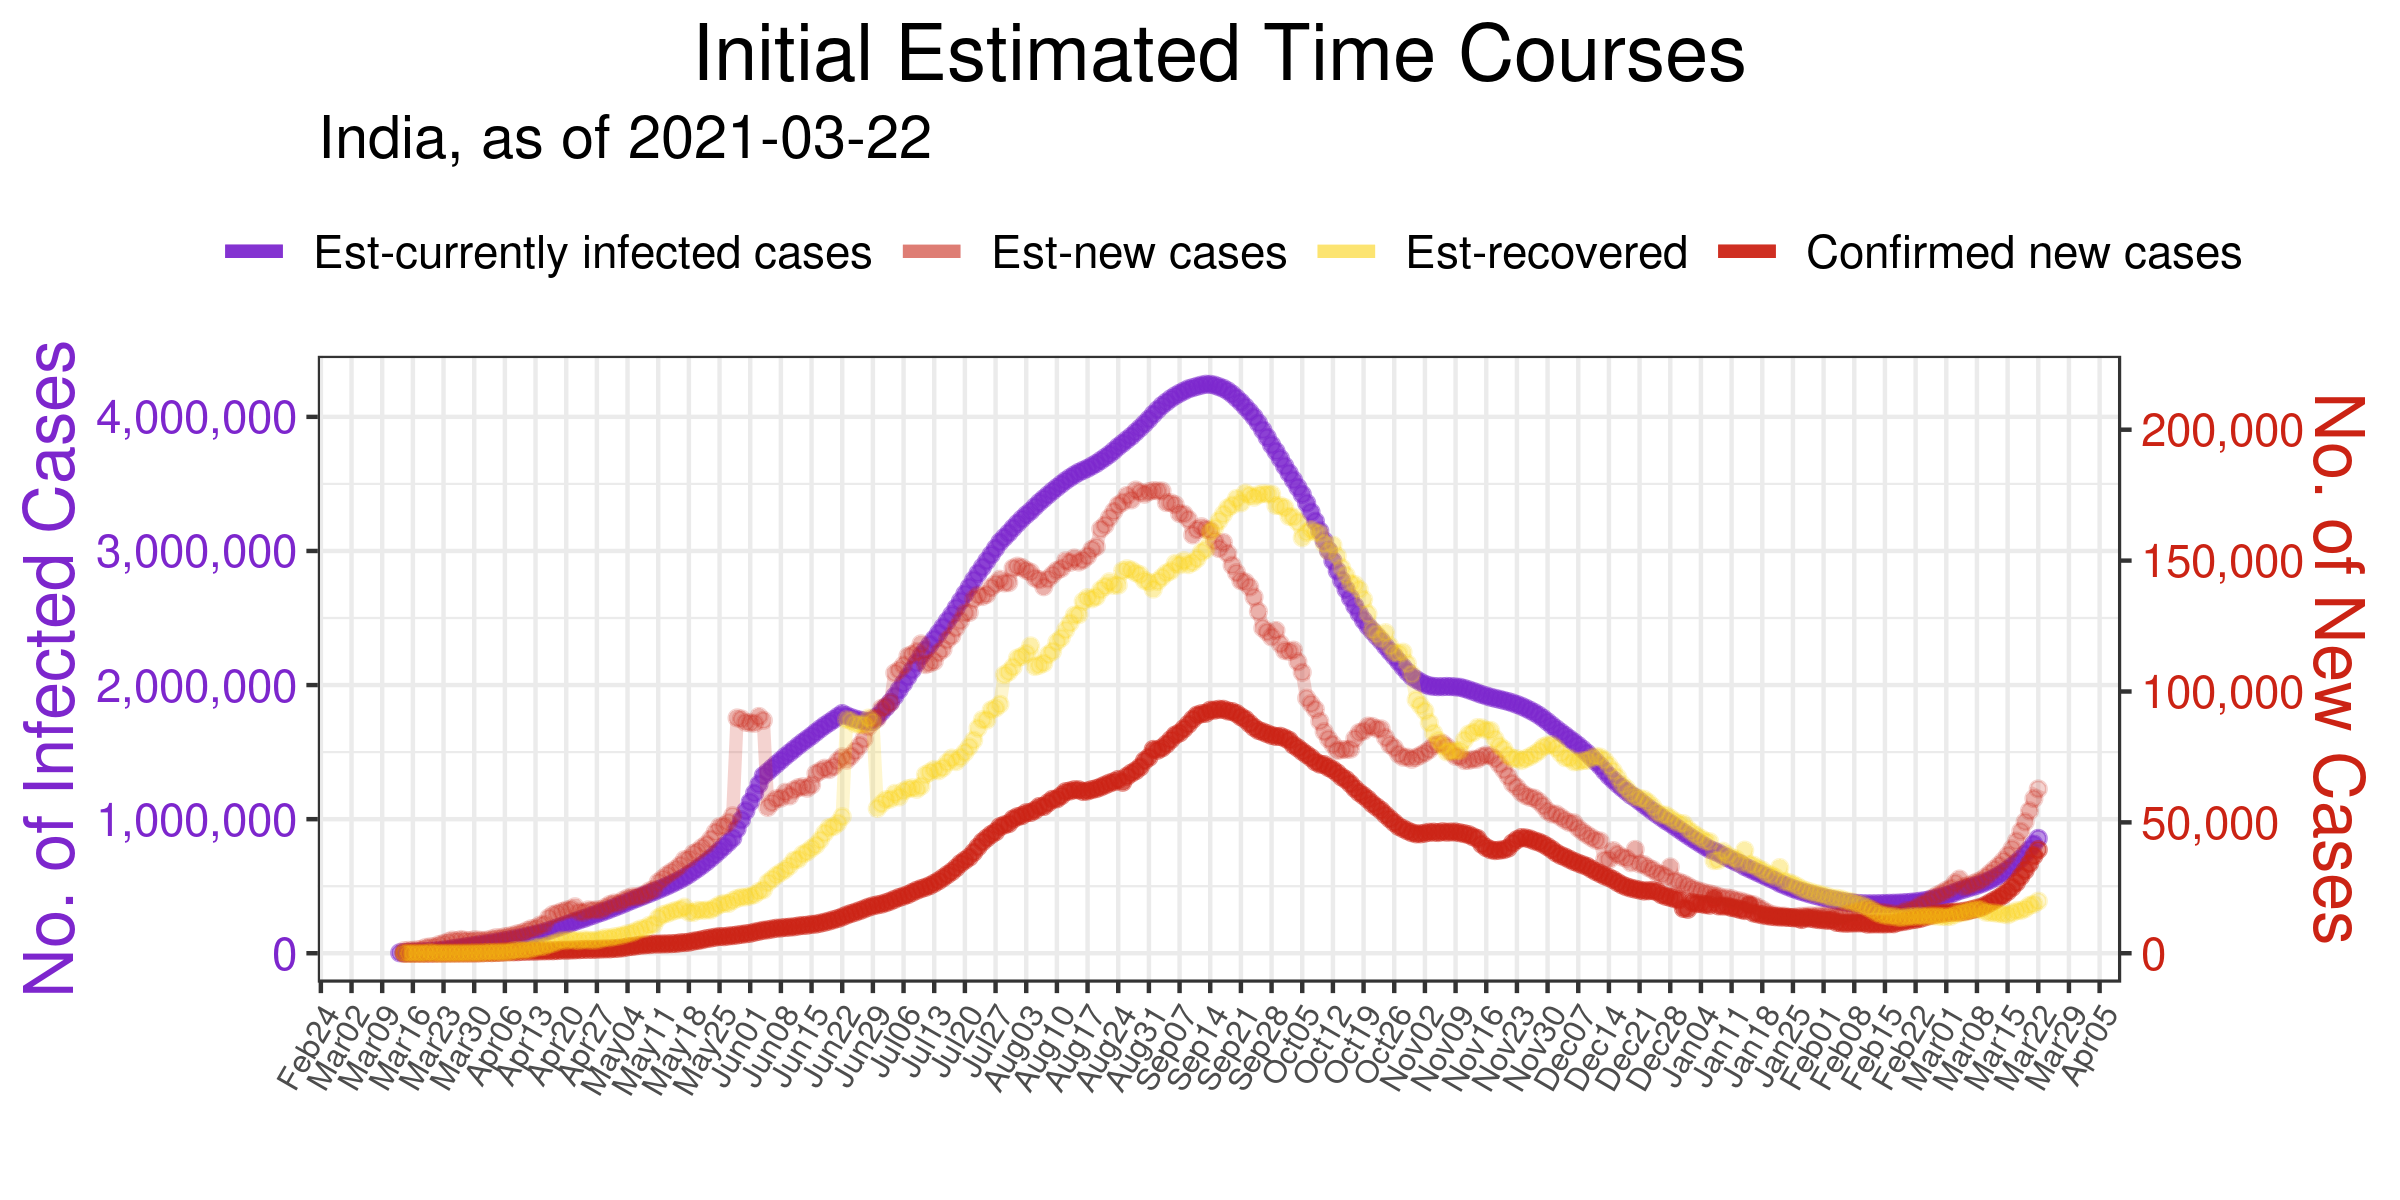 Initial Estimated Time Courses
India, as of 2021-03-22
Est-currently infected cases Est-new cases Est-recovered Confirmed new cases
No. of Infected Cases
4,000,000
3,000,000
2,000,000
1,000,000
0
200,000
150,000
100,000
50,000
0
No. of New Cases
Feb24 Mar02 Mar09 Mar16 Mar23 Mar30 Apr06 Apr13 Apr20 Apr27 May04 May11 May18 May25 Jun01 Jun08 Jun15 Jun22 Jun29 Jul06 Jul13 Jul20 Jul27 Aug03 Aug10 Aug17 Aug24 Aug31 Sep07 Sep14 Sep21 Sep28 Oct05 Oct12 Oct19 Oct26 Nov02 Nov09 Nov16 Nov23 Nov30 Dec07 Dec14 Dec21 Dec28 Jan04 Jan11 Jan18 Jan25 Feb01 Feb08 Feb15 Feb22 Mar01 Mar08 Mar15 Mar22 Mar29 Apr05